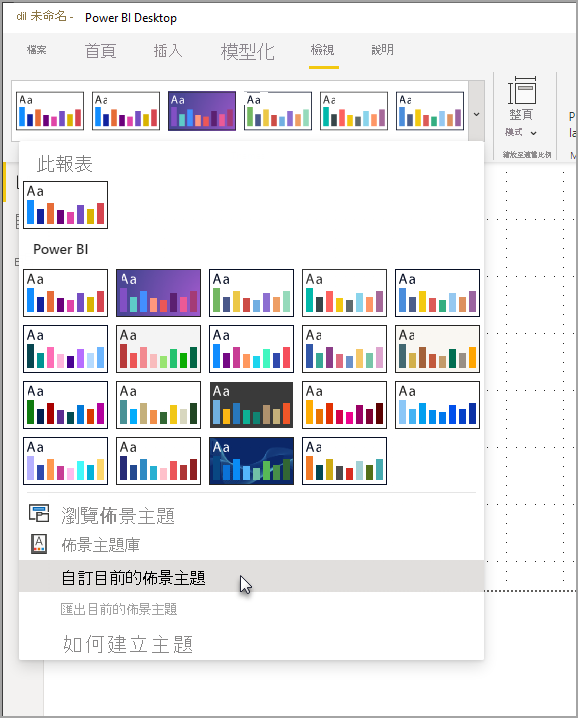 dil 未命名 - Power BI Desktop
檔案 首頁 插入 模型化 檢視 說明
Aa Aa Aa Aa Aa Aa
整頁
模式
縮放至適當比例
P
la
M
此報表
Aa
Power BI
Aa Aa Aa Aa Aa
Aa Aa Aa Aa Aa
Aa Aa Aa Aa Aa
Aa Aa Aa Aa
瀏覽佈景主題
佈景主題庫
自訂目前的佈景主題
匯出目前的佈景主題
如何建立主題